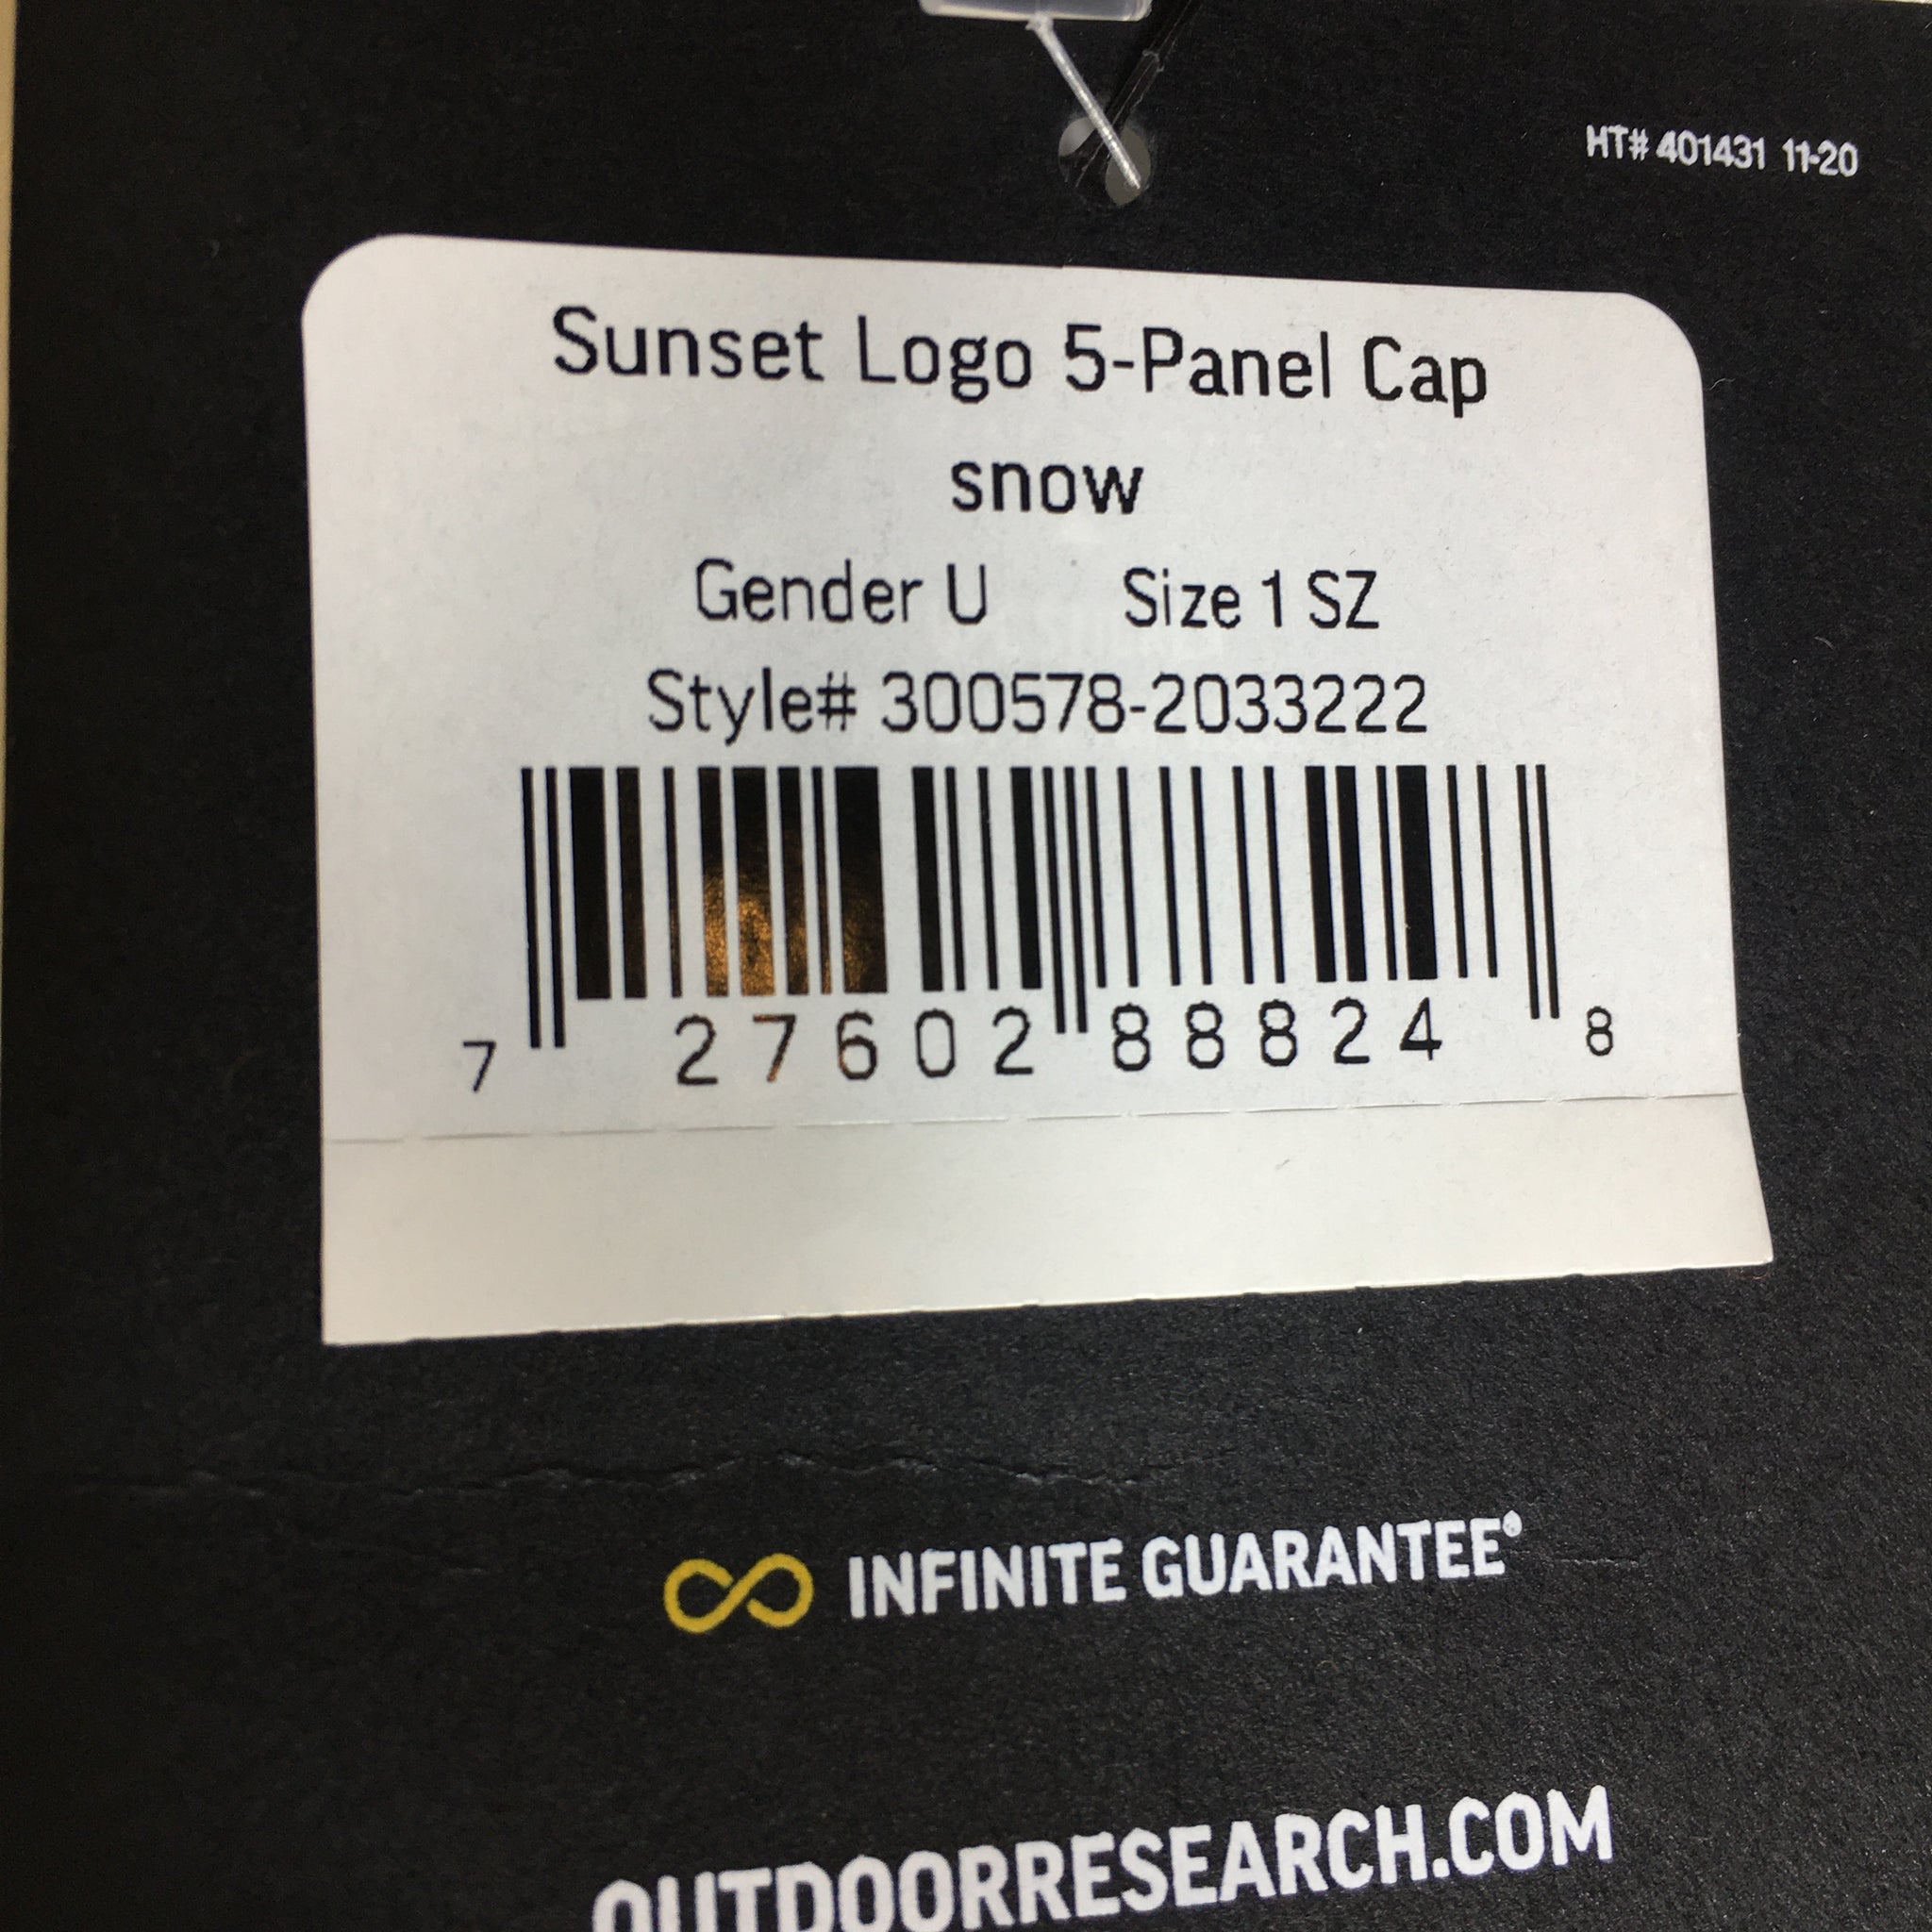 HT# 401431 11-20
Sunset Logo 5-Panel Cap
snow
Gender U Size 1 SZ
Style# 300578-2033222
7 27602 88824 8
INFINITE GUARANTEE®
OUTDOORRESEARCH.COM